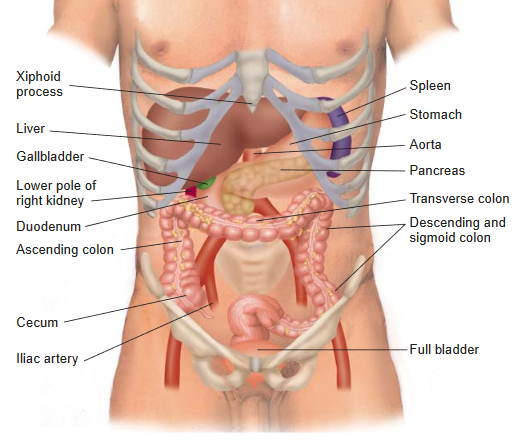 Xiphoid
process
Liver
Gallbladder
Lower pole of
right kidney
Duodenum
Ascending colon
Cecum
Iliac artery
Spleen
Stomach
Aorta
Pancreas
Transverse colon
Descending and
sigmoid colon
Full bladder